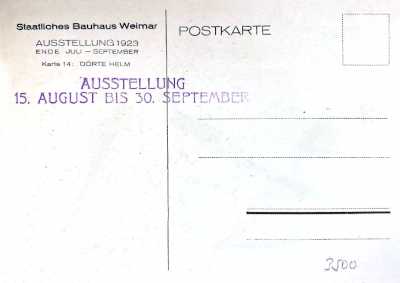 Staatliches Bauhaus Weimar
AUSSTELLUNG 1923
ENDE JULI — SEPTEMBER
Karte 14: DÖRTE HELM
POSTKARTE
AUSSTELLUNG
15. AUGUST BIS 30. SEPTEMBER
3500